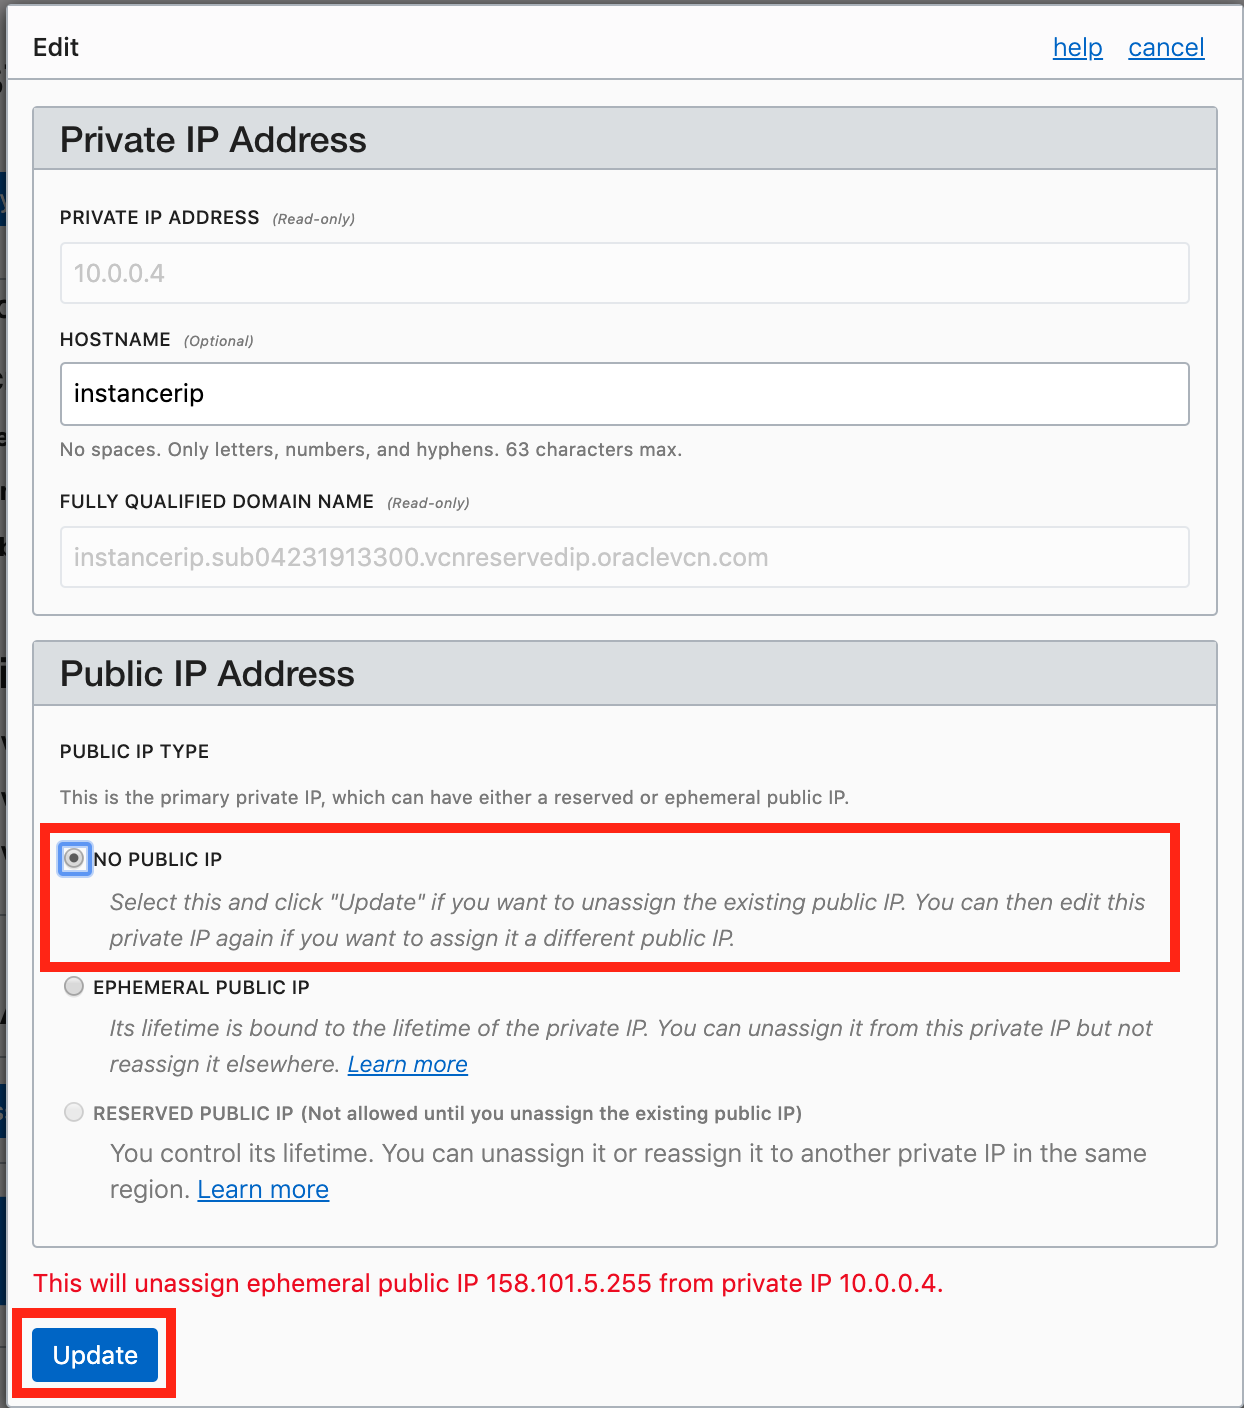 Edit help cancel
Private IP Address
PRIVATE IP ADDRESS (Read-only)
10.0.0.4
HOSTNAME (Optional)
instancerip
No spaces. Only letters, numbers, and hyphens. 63 characters max.
FULLY QUALIFIED DOMAIN NAME (Read-only)
instancerip.sub04231913300.vcnreservedip.oraclevcn.com
Public IP Address
PUBLIC IP TYPE
This is the primary private IP, which can have either a reserved or ephemeral public IP.
NO PUBLIC IP
Select this and click "Update" if you want to unassign the existing public IP. You can then edit this
private IP again if you want to assign it a different public IP.
EPHEMERAL PUBLIC IP
Its lifetime is bound to the lifetime of the private IP. You can unassign it from this private IP but not
reassign it elsewhere. Learn more
RESERVED PUBLIC IP (Not allowed until you unassign the existing public IP)
You control its lifetime. You can unassign it or reassign it to another private IP in the same
region. Learn more
This will unassign ephemeral public IP 158.101.5.255 from private IP 10.0.0.4.
Update